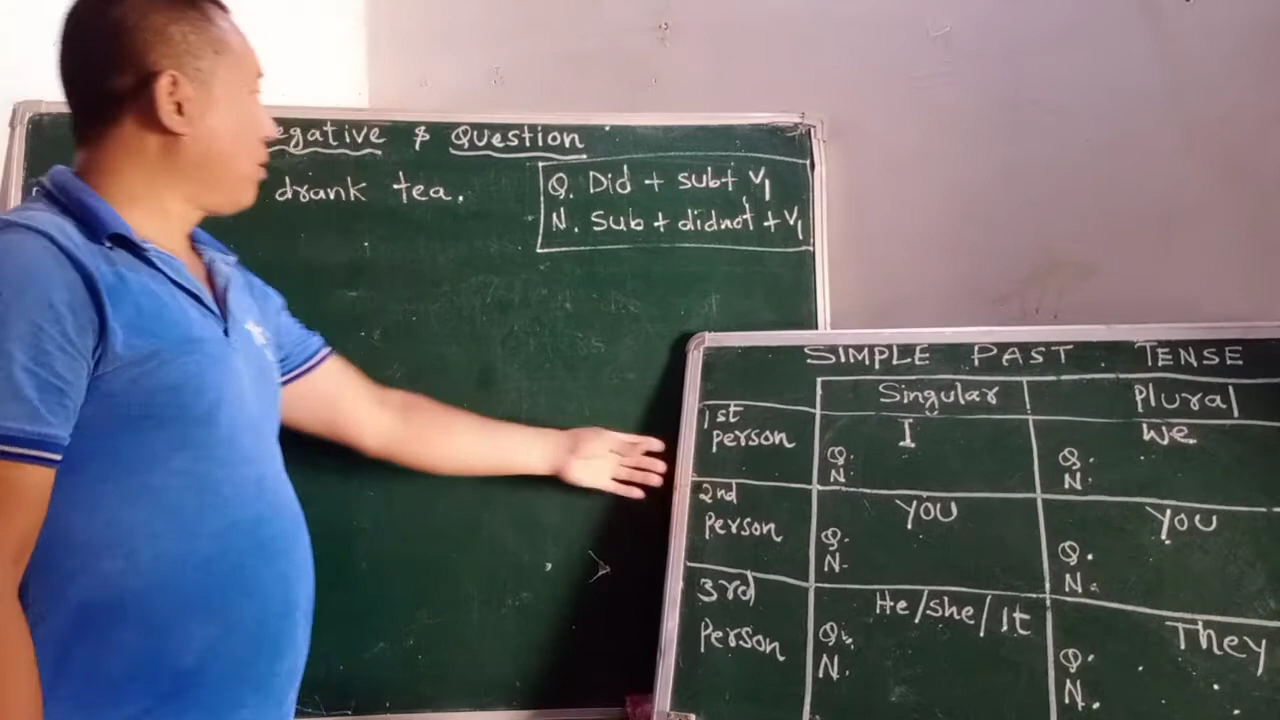 egative & Question
drank tea.
Q. Did + sub + V1
N. Sub + didnot + V1
SIMPLE PAST TENSE
Singular Plural
1st person I We
Q. Q.
N. N.
2nd person YOU YOU
Q. Q.
N. N.
3rd Person He/She/It They
Q. Q.
N. N.